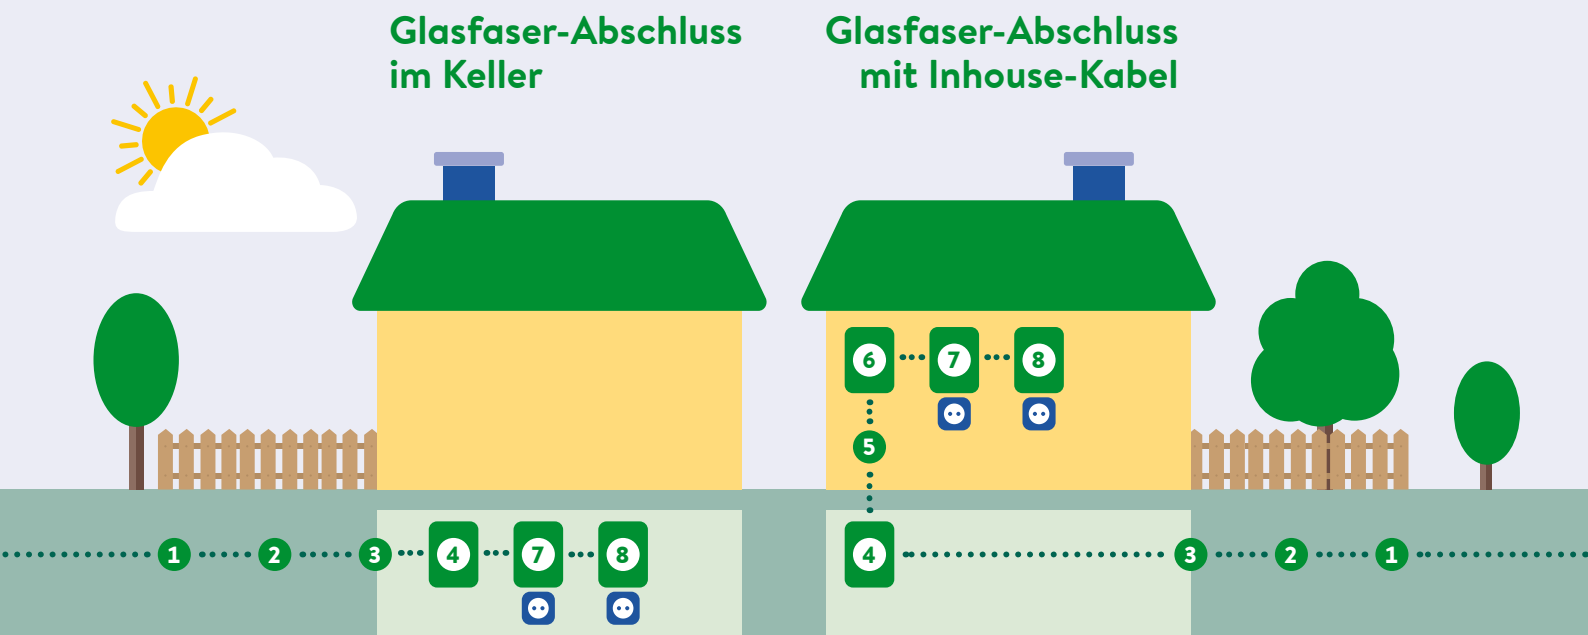 Glasfaser-Abschluss
im Keller
Glasfaser-Abschluss
mit Inhouse-Kabel
6 7 8
5
1 2 3 4 7 8
4 3 2 1